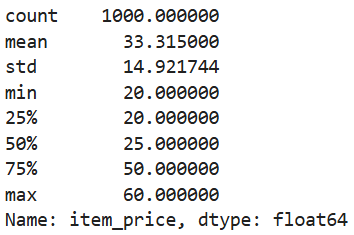 count    1000.000000
mean       33.315000
std        14.921744
min        20.000000
25%        20.000000
50%        25.000000
75%        50.000000
max        60.000000
Name: item_price, dtype: float64